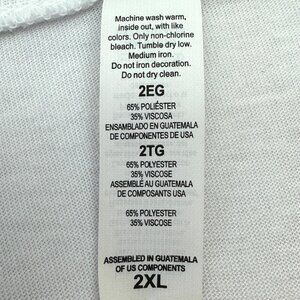 Machine wash warm,
inside out, with like
colors. Only non-chlorine
bleach. Tumble dry low.
Medium iron.
Do not iron decoration.
Do not dry clean.
2EG
65% POLIÉSTER
35% VISCOSA
ENSAMBLADO EN GUATEMALA
DE COMPONENTES DE USA
2TG
65% POLYESTER
35% VISCOSE
ASSEMBLÉ AU GUATEMALA
DE COMPOSANTS USA
65% POLYESTER
35% VISCOSE
ASSEMBLED IN GUATEMALA
OF US COMPONENTS
2XL